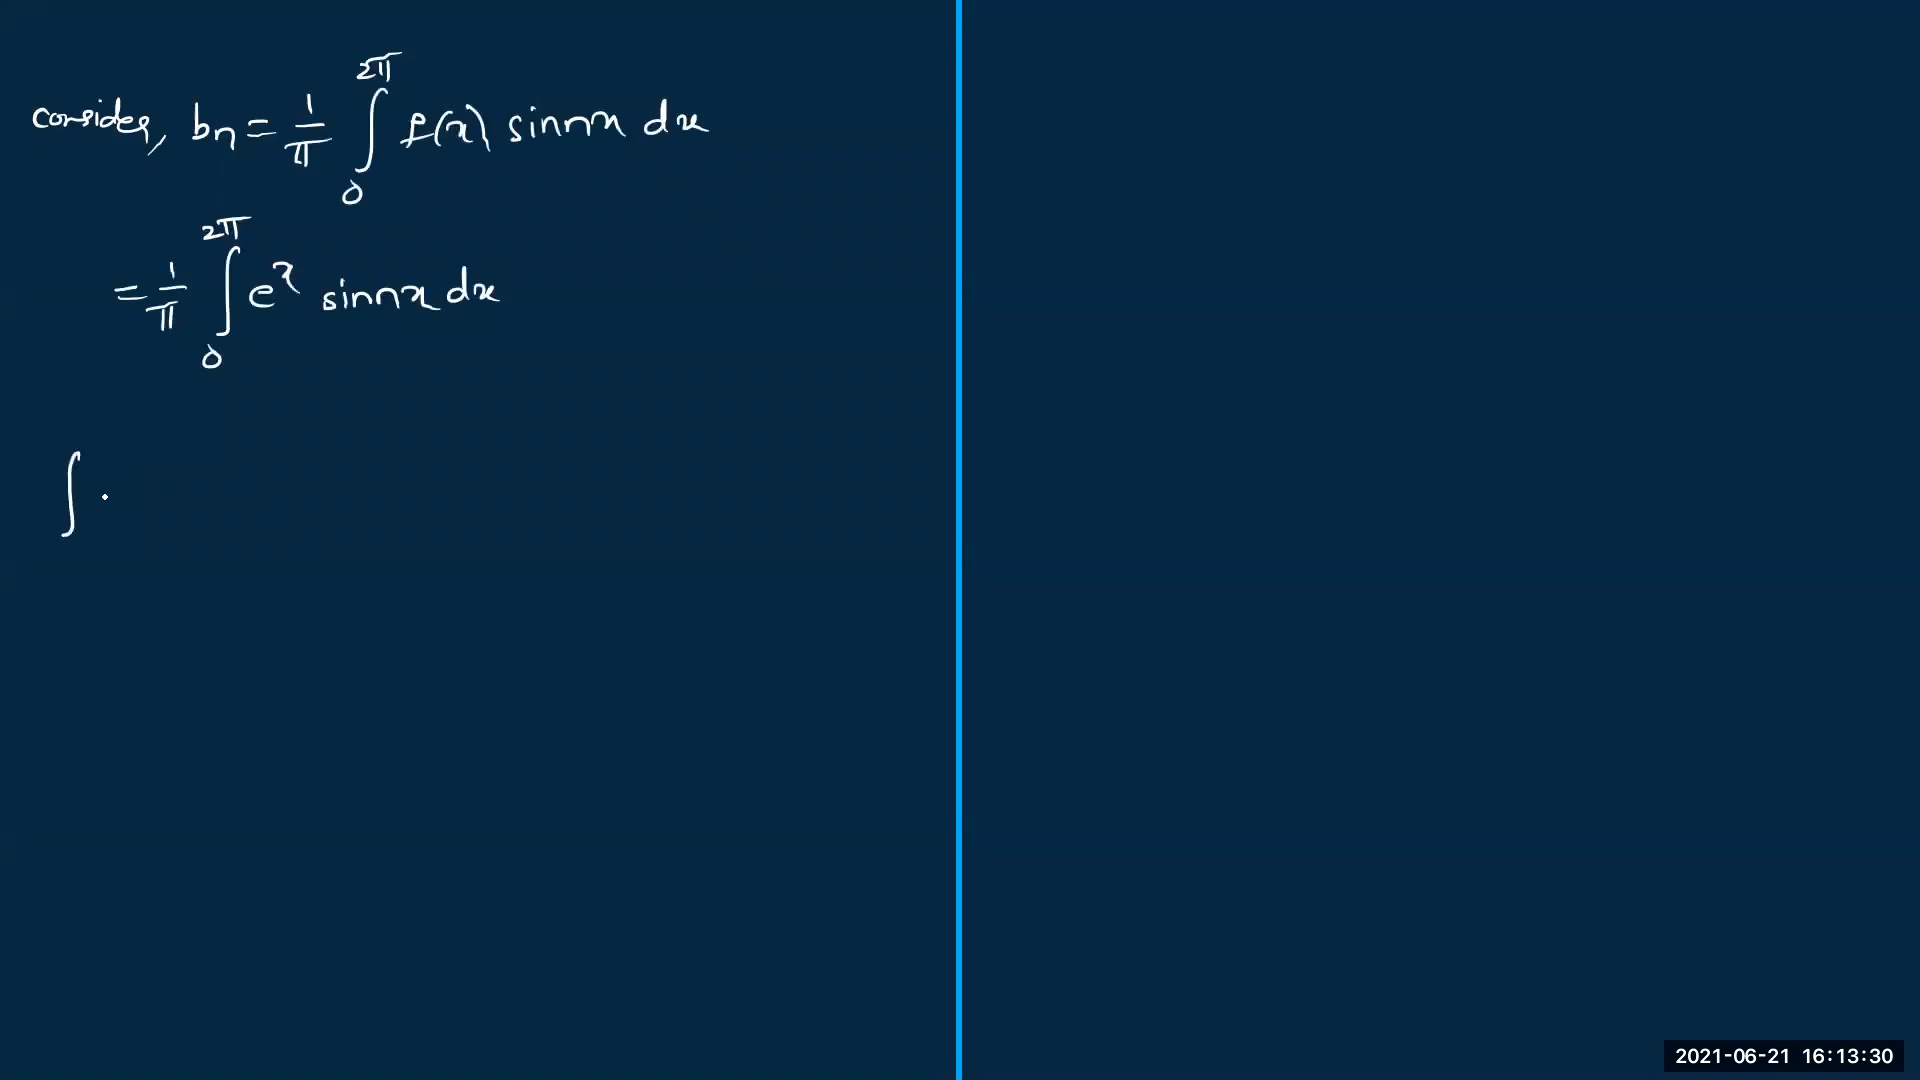 consider, bn = 1/π ∫₀^2π f(x) sinnx dx
= 1/π ∫₀^2π e^x sinnx dx
∫
2021-06-21 16:13:30